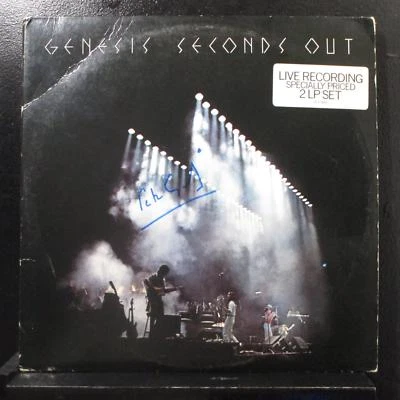 GENESIS SECONDS OUT
LIVE RECORDING
SPECIALLY PRICED
2 LP SET